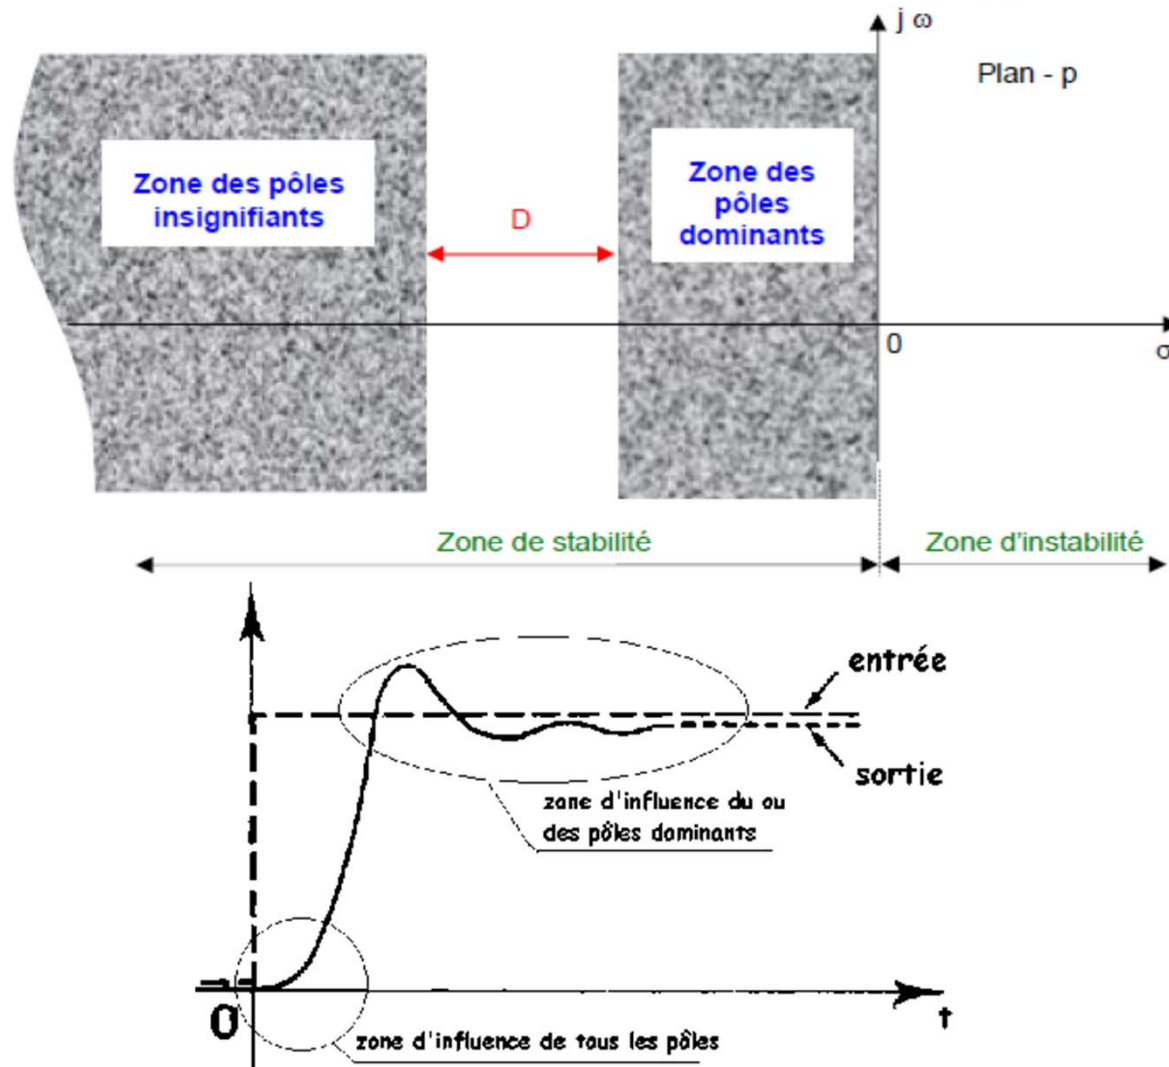 j ω
Plan - p
Zone des pôles
insignifiants
Zone des
pôles
dominants
D
0
σ
Zone de stabilité
Zone d'instabilité
entrée
sortie
zone d'influence du ou
des pôles dominants
0
t
zone d'influence de tous les pôles